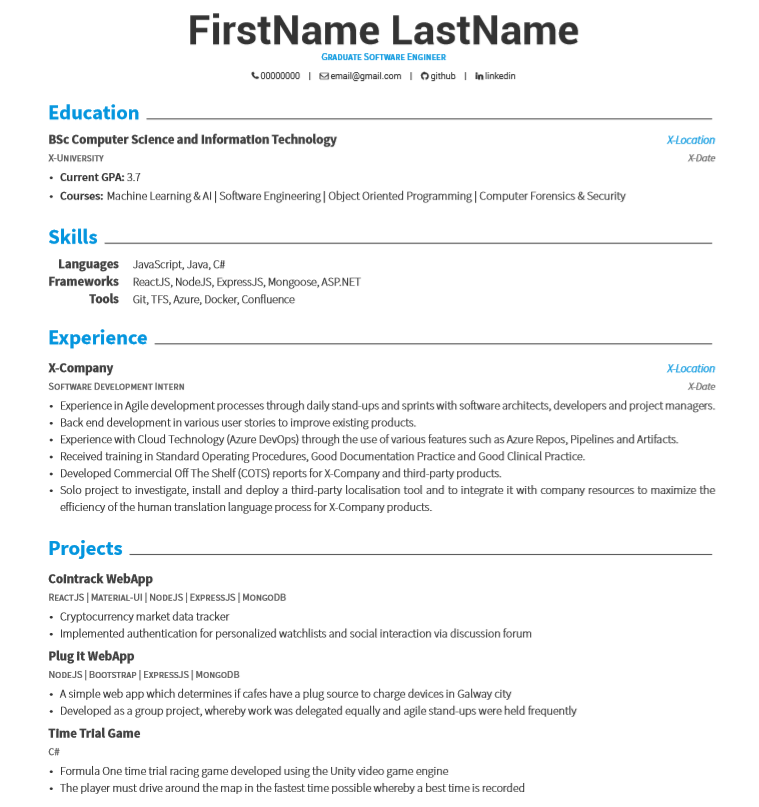 FirstName LastName
Graduate Software Engineer
00000000 | email@gmail.com | github | linkedin
Education
BSc Computer Science and Information Technology X-Location
X-University X-Date
• Current GPA: 3.7
• Courses: Machine Learning & AI | Software Engineering | Object Oriented Programming | Computer Forensics & Security
Skills
Languages JavaScript, Java, C#
Frameworks ReactJS, NodeJS, ExpressJS, Mongoose, ASP.NET
Tools Git, TFS, Azure, Docker, Confluence
Experience
X-Company X-Location
Software Development Intern X-Date
• Experience in Agile development processes through daily stand-ups and sprints with software architects, developers and project managers.
• Back end development in various user stories to improve existing products.
• Experience with Cloud Technology (Azure DevOps) through the use of various features such as Azure Repos, Pipelines and Artifacts.
• Received training in Standard Operating Procedures, Good Documentation Practice and Good Clinical Practice.
• Developed Commercial Off The Shelf (COTS) reports for X-Company and third-party products.
• Solo project to investigate, install and deploy a third-party localisation tool and to integrate it with company resources to maximize the
efficiency of the human translation language process for X-Company products.
Projects
Cointrack WebApp
ReactJS | Material-UI | NodeJS | ExpressJS | MongoDB
• Cryptocurrency market data tracker
• Implemented authentication for personalized watchlists and social interaction via discussion forum
Plug It WebApp
NodeJS | Bootstrap | ExpressJS | MongoDB
• A simple web app which determines if cafes have a plug source to charge devices in Galway city
• Developed as a group project, whereby work was delegated equally and agile stand-ups were held frequently
Time Trial Game
C#
• Formula One time trial racing game developed using the Unity video game engine
• The player must drive around the map in the fastest time possible whereby a best time is recorded